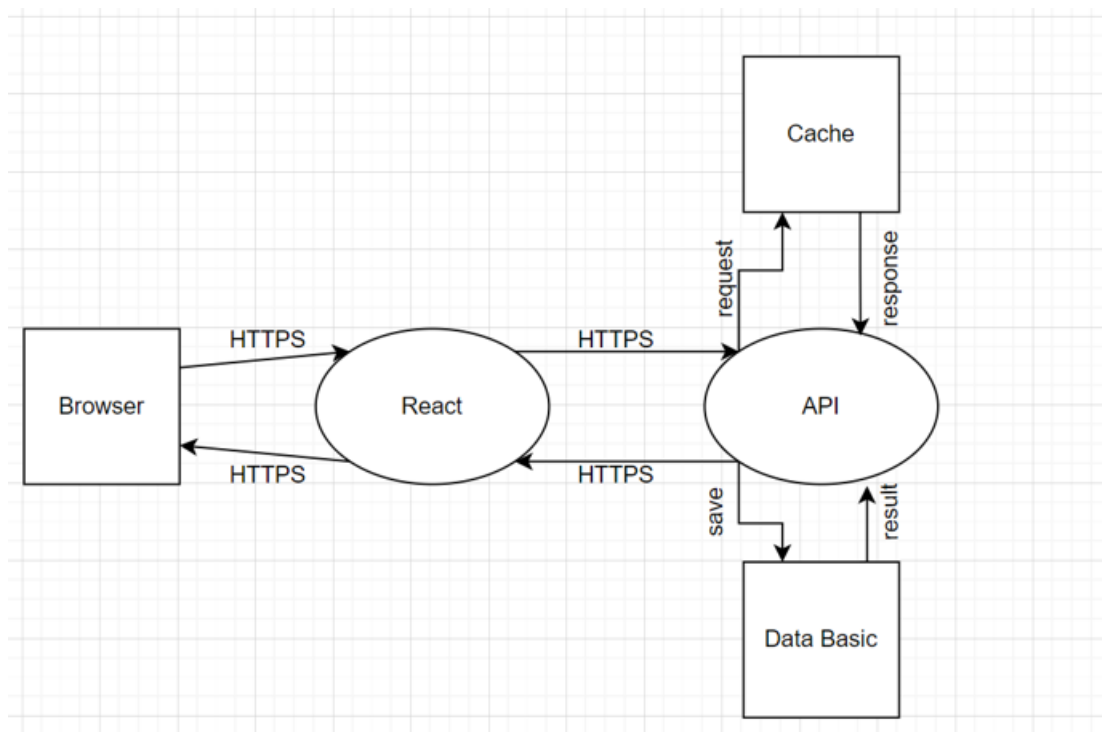 Cache
request
response
HTTPS
HTTPS
Browser
React
API
HTTPS
HTTPS
save
result
Data Basic